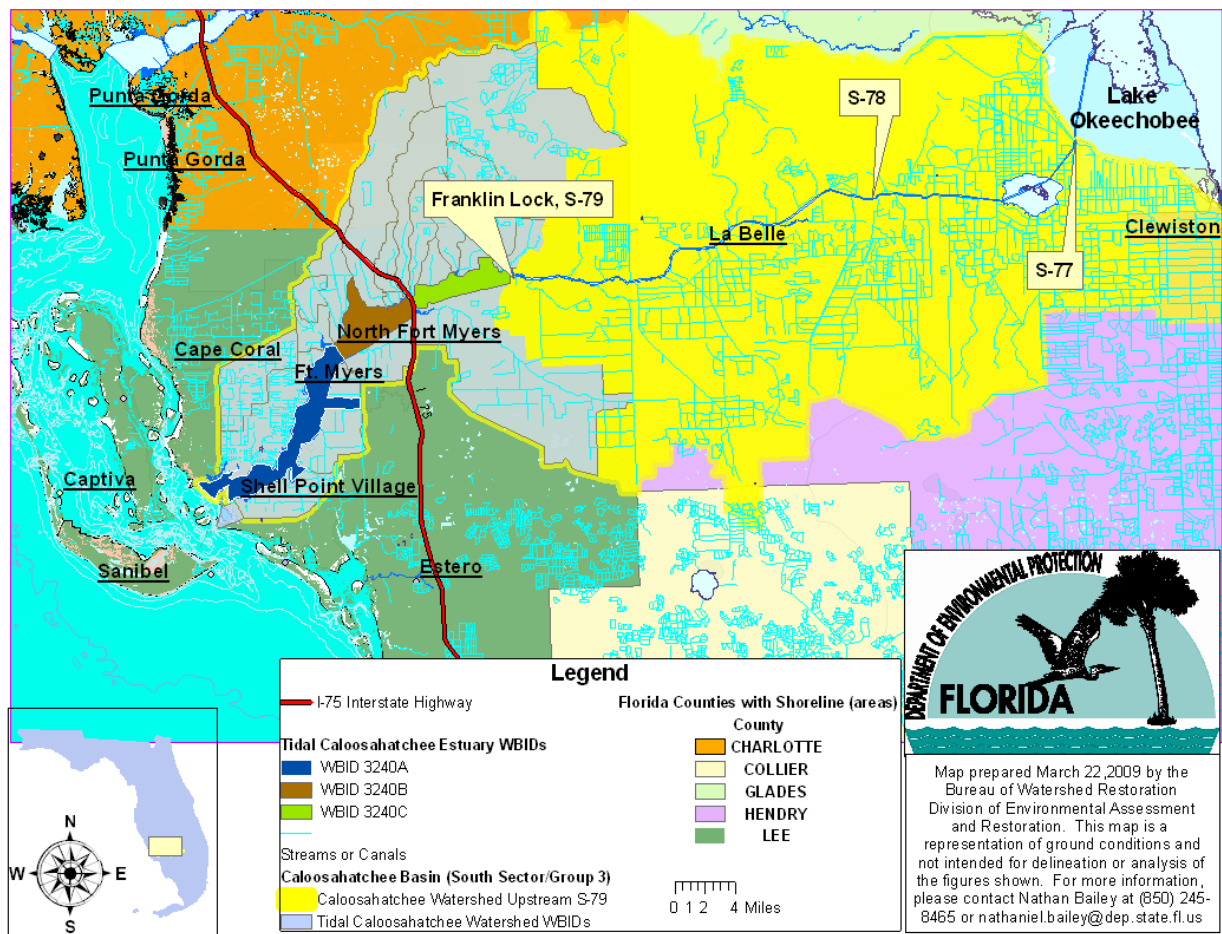 Punta Gorda
Punta Gorda
Franklin Lock, S-79
S-78
Lake
Okeechobee
La Belle
Clewiston
S-77
North Fort Myers
Cape Coral
Ft. Myers
I-75
Captiva
Shell Point Village
Sanibel
Estero
Legend
I-75 Interstate Highway
Tidal Caloosahatchee Estuary WBIDs
WBID 3240A
WBID 3240B
WBID 3240C
Streams or Canals
Caloosahatchee Basin (South Sector/Group 3)
Caloosahatchee Watershed Upstream S-79
Tidal Caloosahatchee Watershed WBIDs
Florida Counties with Shoreline (areas)
County
CHARLOTTE
COLLIER
GLADES
HENDRY
LEE
0 1 2 4 Miles
N
W E
S
DEPARTMENT OF ENVIRONMENTAL PROTECTION
FLORIDA
Map prepared March 22,2009 by the
Bureau of Watershed Restoration
Division of Environmental Assessment
and Restoration. This map is a
representation of ground conditions and
not intended for delineation or analysis of
the figures shown. For more information,
please contact Nathan Bailey at (850) 245-
8465 or nathaniel.bailey@dep.state.fl.us